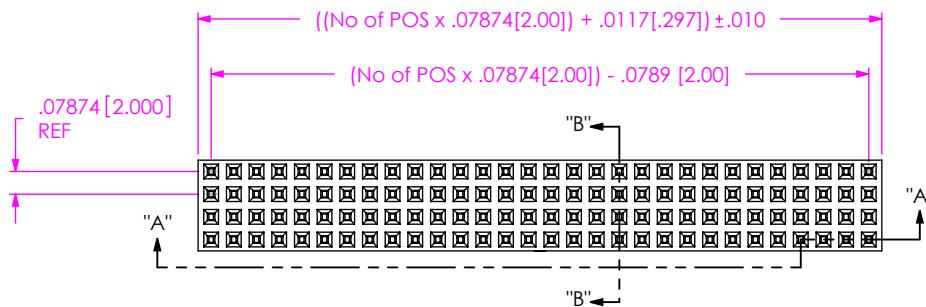 ((No of POS x .07874[2.00]) + .0117[.297]) ±.010
(No of POS x .07874[2.00]) - .0789 [2.00]
.07874 [2.000]
REF
"B"
"A"
"A
"B"